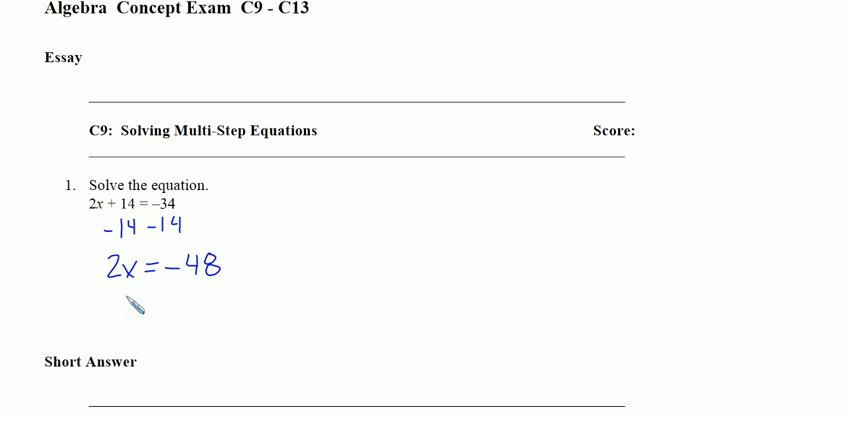 Algebra Concept Exam C9 - C13
Essay
C9: Solving Multi-Step Equations Score:
1. Solve the equation.
2x + 14 = –34
-14 -14
2x = -48
Short Answer